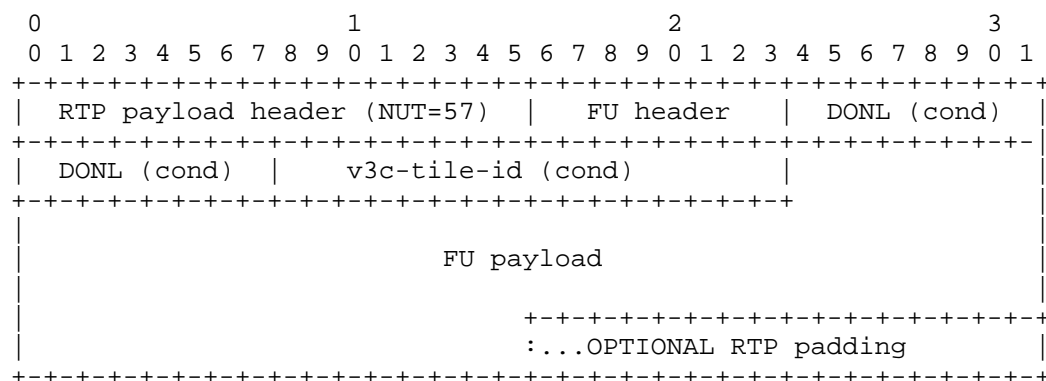 0                   1                   2                   3
0 1 2 3 4 5 6 7 8 9 0 1 2 3 4 5 6 7 8 9 0 1 2 3 4 5 6 7 8 9 0 1
+-+-+-+-+-+-+-+-+-+-+-+-+-+-+-+-+-+-+-+-+-+-+-+-+-+-+-+-+-+-+-+-+
|  RTP payload header (NUT=57)  |   FU header   |  DONL (cond)  |
+-+-+-+-+-+-+-+-+-+-+-+-+-+-+-+-+-+-+-+-+-+-+-+-+-+-+-+-+-+-+-+-|
|  DONL (cond)  |    v3c-tile-id (cond)         |               |
+-+-+-+-+-+-+-+-+-+-+-+-+-+-+-+-+-+-+-+-+-+-+-+-+               |
|                                                               |
|                          FU payload                           |
|                                                               |
|                               +-+-+-+-+-+-+-+-+-+-+-+-+-+-+-+-+
|                               :...OPTIONAL RTP padding        |
+-+-+-+-+-+-+-+-+-+-+-+-+-+-+-+-+-+-+-+-+-+-+-+-+-+-+-+-+-+-+-+-+